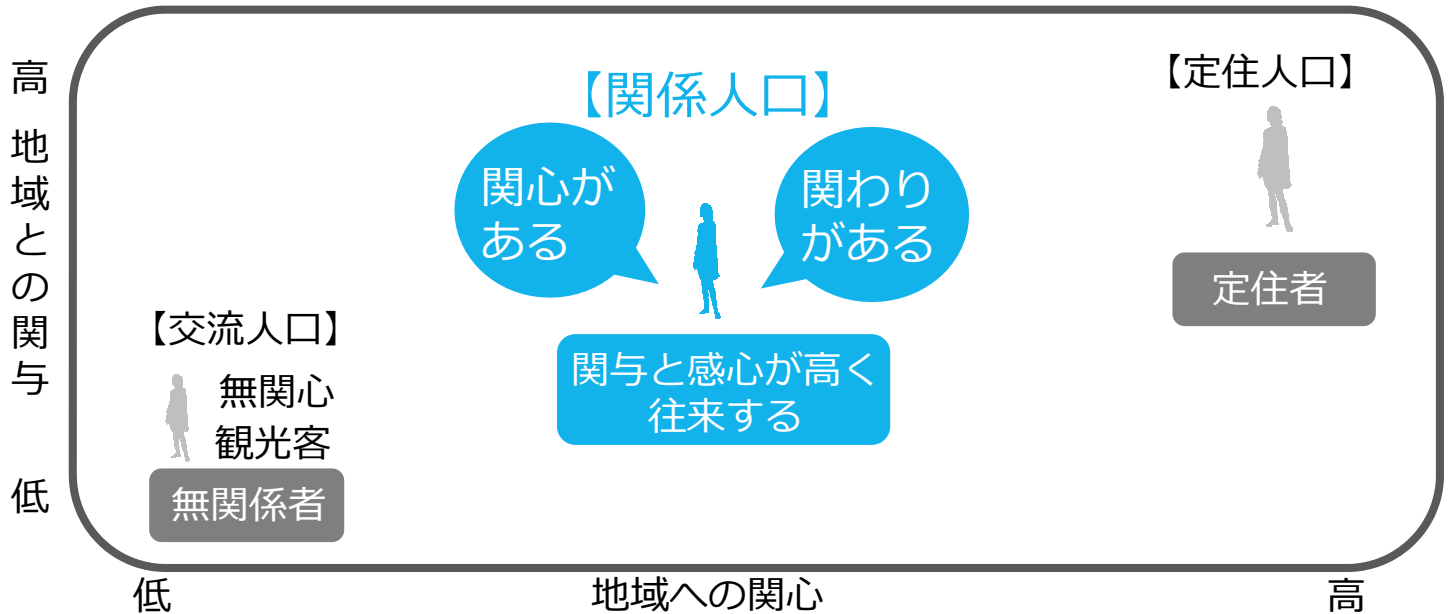 高
地域との関与
低
【関係人口】
関心が
ある
関わり
がある
関与と感心が高く
往来する
【定住人口】
定住者
【交流人口】
無関心
観光客
無関係者
低
地域への関心
高